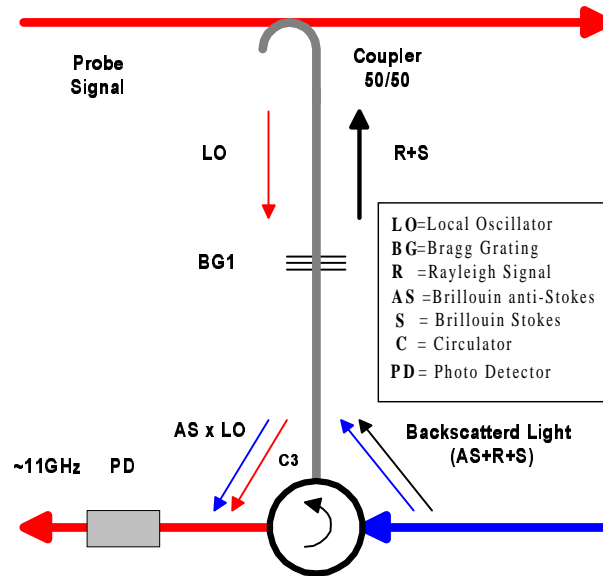 Probe
Signal
Coupler
50/50
LO
R+S
BG1
LO=Local Oscillator
BG=Bragg Grating
R =Rayleigh Signal
AS =Brillouin anti-Stokes
S = Brillouin Stokes
C = Circulator
PD= Photo Detector
AS x LO
Backscatterd Light
(AS+R+S)
C3
~11GHz PD